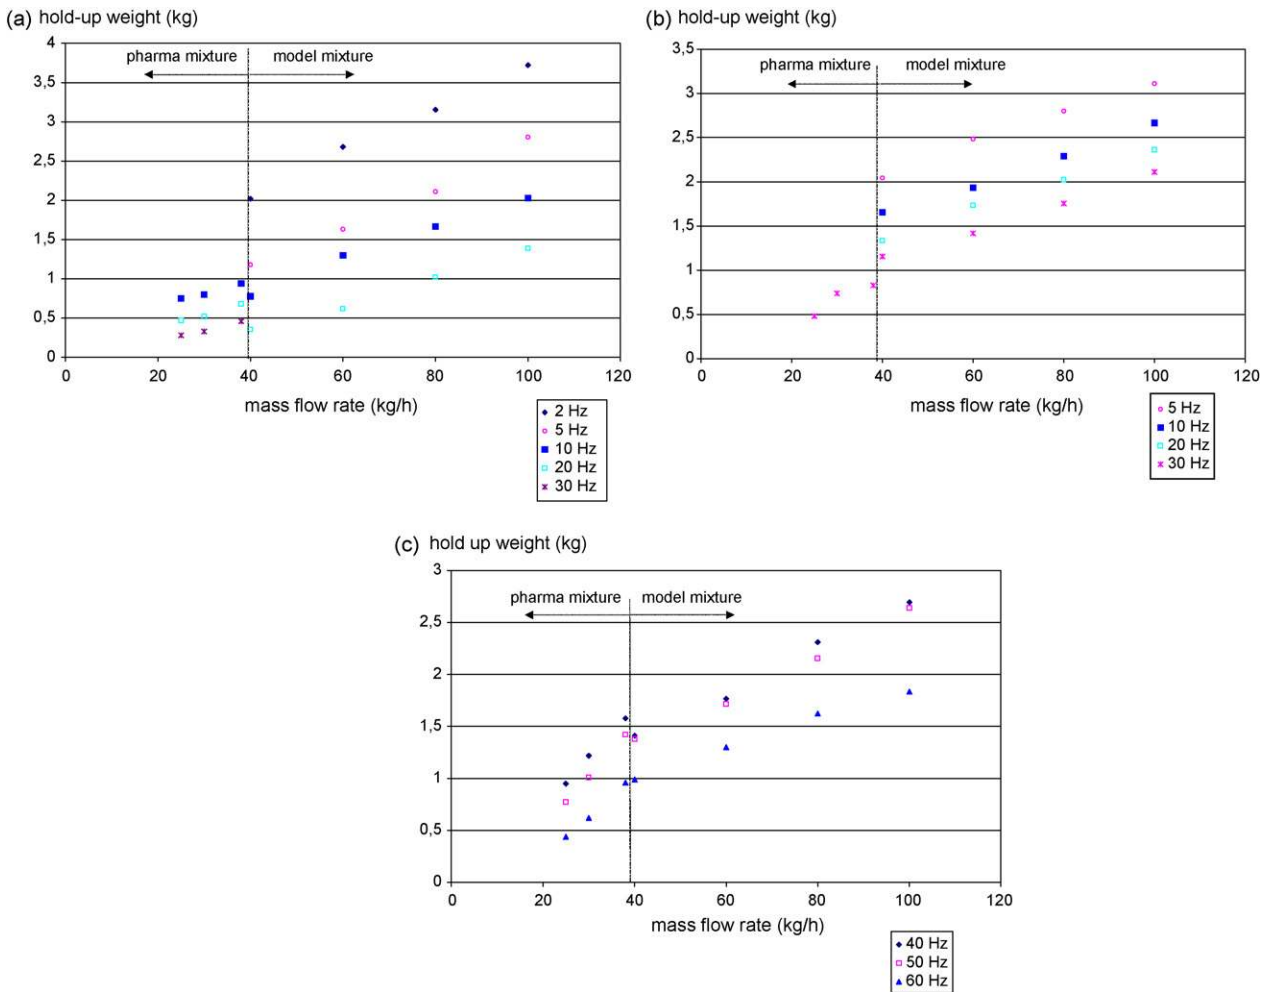 (a) hold-up weight (kg)
4
3,5
3
2,5
2
1,5
1
0,5
0
pharma mixture model mixture
0 20 40 60 80 100 120
mass flow rate (kg/h)
2 Hz
5 Hz
10 Hz
20 Hz
30 Hz
(b) hold-up weight (kg)
3,5
3
2,5
2
1,5
1
0,5
0
pharma mixture model mixture
0 20 40 60 80 100 120
mass flow rate (kg/h)
5 Hz
10 Hz
20 Hz
30 Hz
(c) hold up weight (kg)
3
2,5
2
1,5
1
0,5
0
pharma mixture model mixture
0 20 40 60 80 100 120
mass flow rate (kg/h)
40 Hz
50 Hz
60 Hz